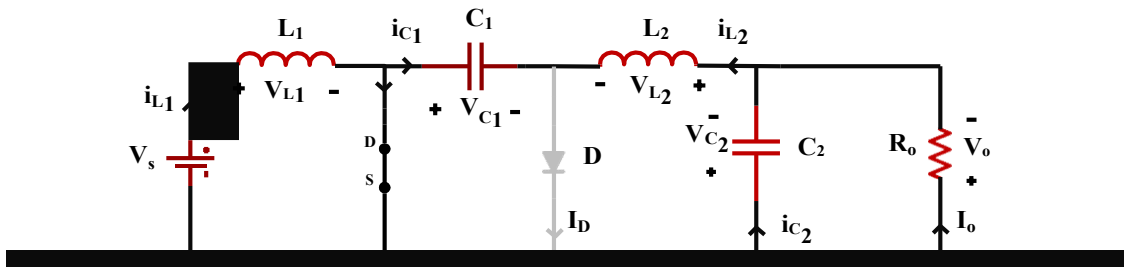 L1
iC1
C1
L2
iL2
iL1
VL1
VC1
VL2
VC2
C2
Ro
Vo
Vs
D
S
D
ID
iC2
Io